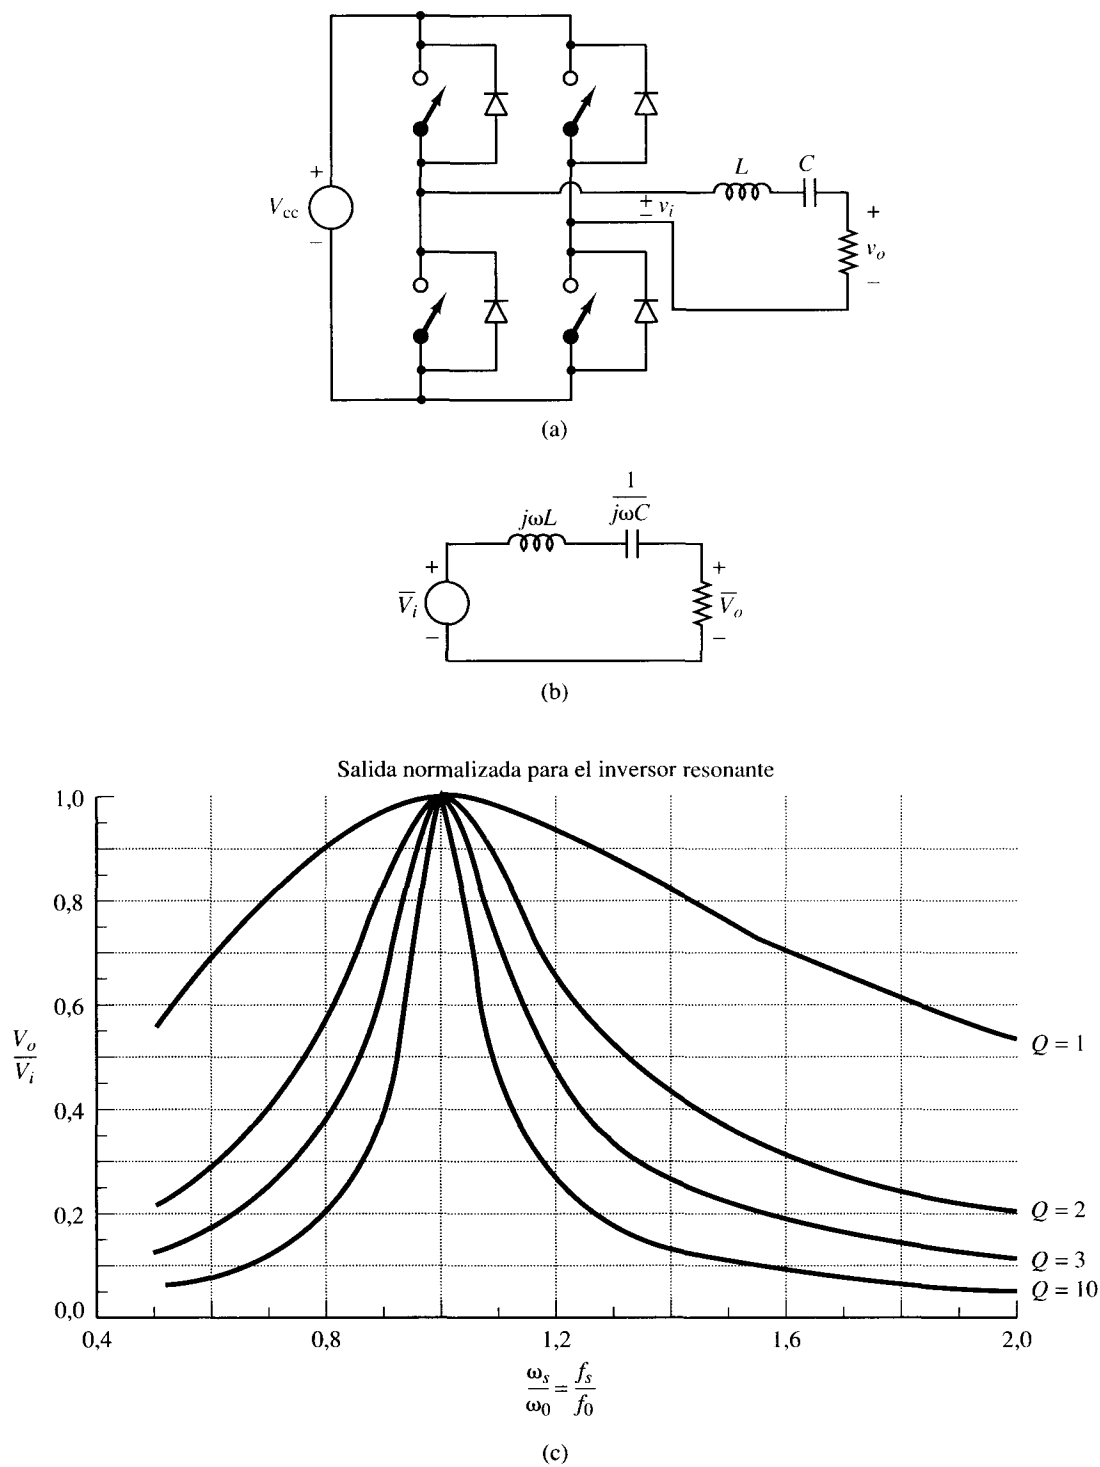 +
V_cc
−
L
C
± v_i
+
v_o
−
(a)
jωL
1/jωC
+
V̅_i
−
+
V̅_o
−
(b)
Salida normalizada para el inversor resonante
1,0
0,8
0,6
0,4
0,2
0,0
V_o/V_i
Q = 1
Q = 2
Q = 3
Q = 10
0,4
0,8
1,2
1,6
2,0
ω_s/ω_0 = f_s/f_0
(c)